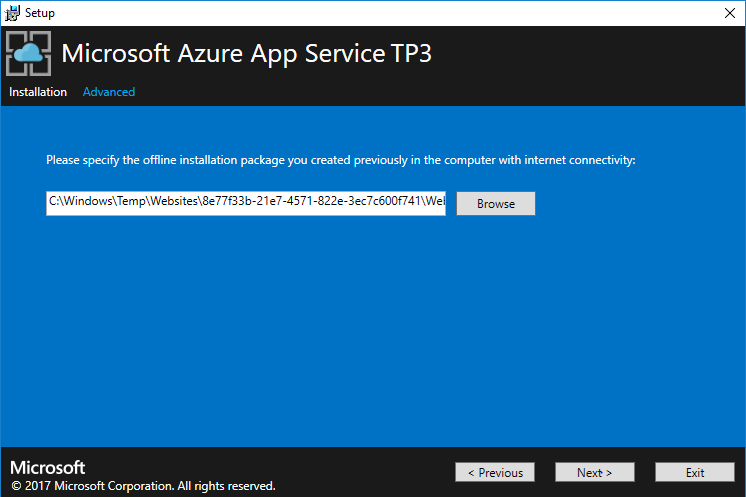 Setup
Microsoft Azure App Service TP3
Installation Advanced
Please specify the offline installation package you created previously in the computer with internet connectivity:
C:\Windows\Temp\Websites\8e77f33b-21e7-4571-822e-3ec7c600f741\Wel
Browse
Microsoft
< Previous Next > Exit
© 2017 Microsoft Corporation. All rights reserved.